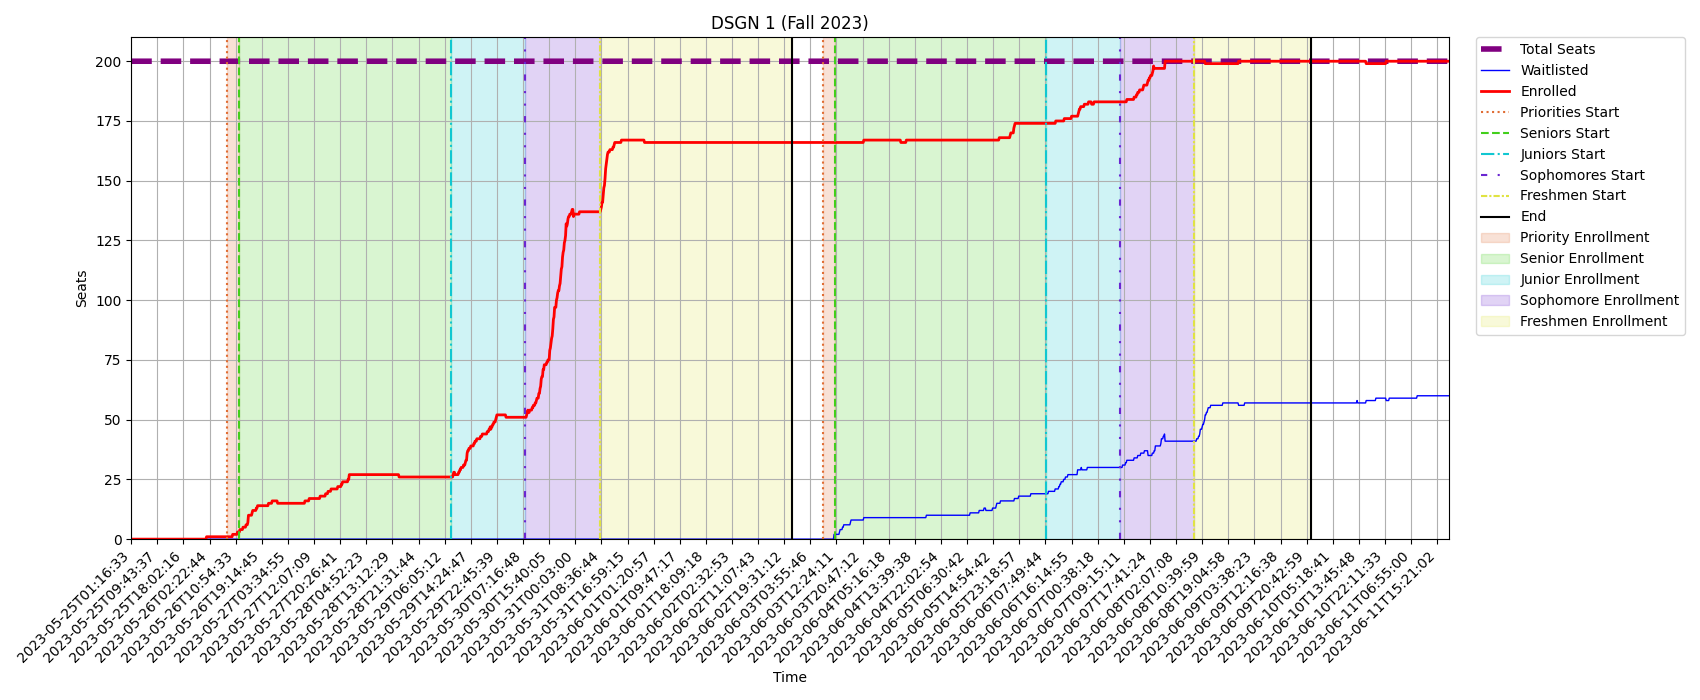 DSGN 1 (Fall 2023)
Seats
200
175
150
125
100
75
50
25
0
2023-05-25T01:16:33
2023-05-25T09:43:37
2023-05-25T18:02:16
2023-05-26T02:22:44
2023-05-26T10:54:33
2023-05-26T19:14:45
2023-05-27T03:34:55
2023-05-27T12:07:09
2023-05-27T20:26:41
2023-05-28T04:52:23
2023-05-28T13:12:29
2023-05-28T21:31:44
2023-05-29T06:05:12
2023-05-29T14:24:47
2023-05-29T22:45:39
2023-05-30T07:16:48
2023-05-30T15:40:05
2023-05-31T00:03:00
2023-05-31T08:36:44
2023-05-31T16:59:15
2023-06-01T01:20:57
2023-06-01T09:47:17
2023-06-01T18:09:18
2023-06-02T02:32:53
2023-06-02T11:07:43
2023-06-02T19:31:12
2023-06-03T03:55:46
2023-06-03T12:24:11
2023-06-03T20:47:12
2023-06-04T05:16:18
2023-06-04T13:39:38
2023-06-04T22:02:54
2023-06-05T06:30:42
2023-06-05T14:54:42
2023-06-05T23:18:57
2023-06-06T07:49:44
2023-06-06T16:14:55
2023-06-07T00:38:18
2023-06-07T09:15:11
2023-06-07T17:41:24
2023-06-08T02:07:08
2023-06-08T10:39:59
2023-06-08T19:04:58
2023-06-09T03:38:23
2023-06-09T12:16:38
2023-06-09T20:42:59
2023-06-10T05:18:41
2023-06-10T13:45:48
2023-06-10T22:11:33
2023-06-11T06:55:00
2023-06-11T15:21:02
Time
Total Seats
Waitlisted
Enrolled
Priorities Start
Seniors Start
Juniors Start
Sophomores Start
Freshmen Start
End
Priority Enrollment
Senior Enrollment
Junior Enrollment
Sophomore Enrollment
Freshmen Enrollment